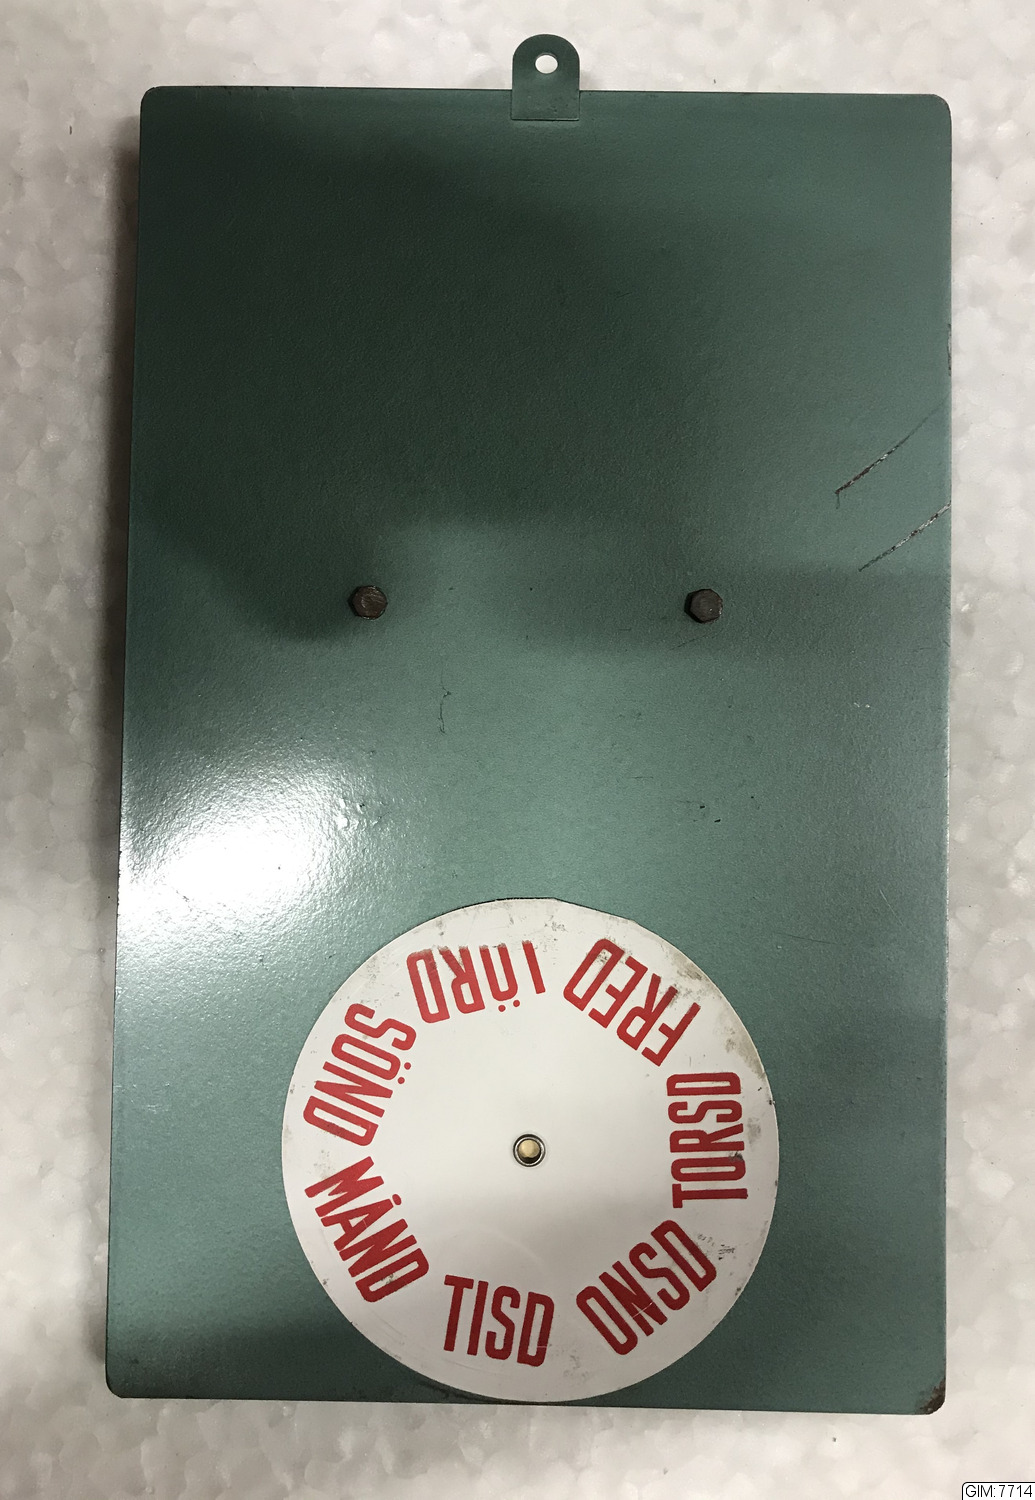 MÅND
TISD
ONSD
TORSD
FRED
LÖRD
SÖND
GIM:7714